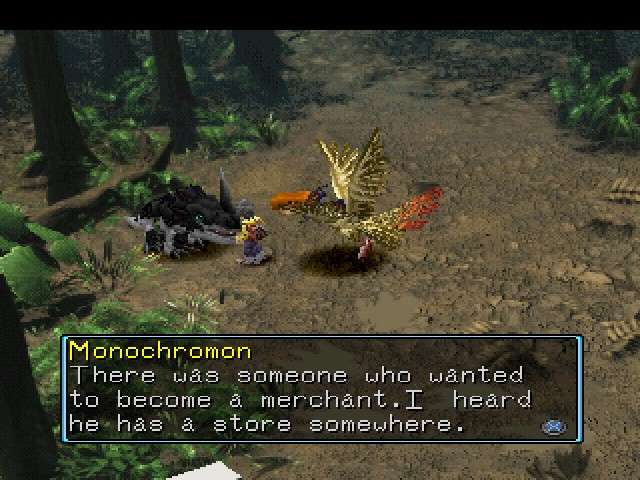 Monochromon
There was someone who wanted
to become a merchant.I heard
he has a store somewhere.